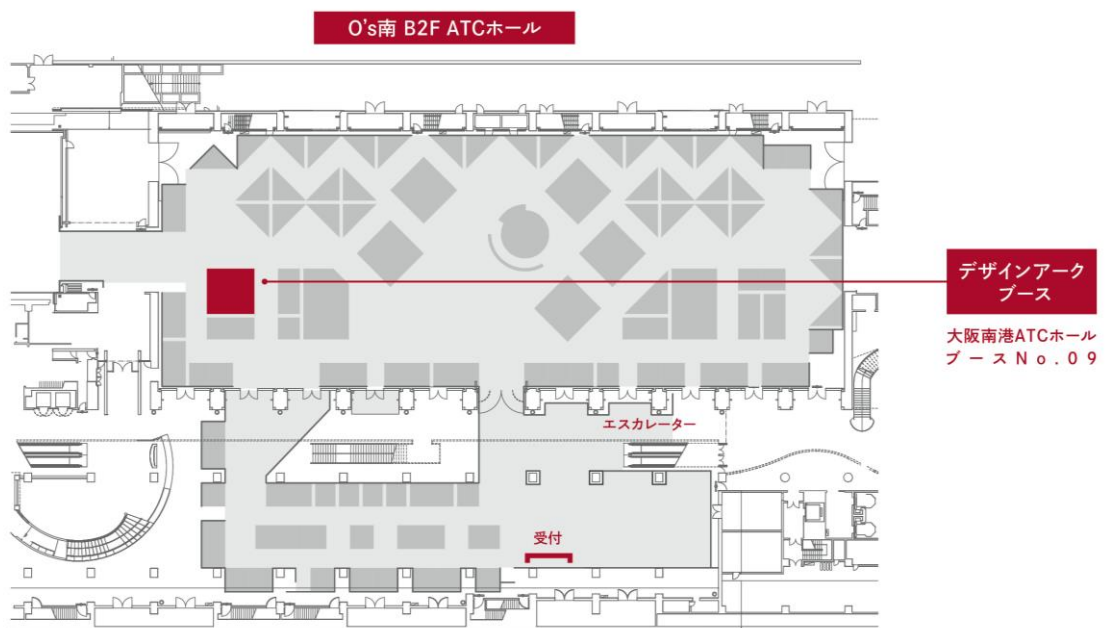 O's南 B2F ATCホール
デザインアーク
ブース
大阪南港ATCホール
ブースNo.09
エスカレーター
受付